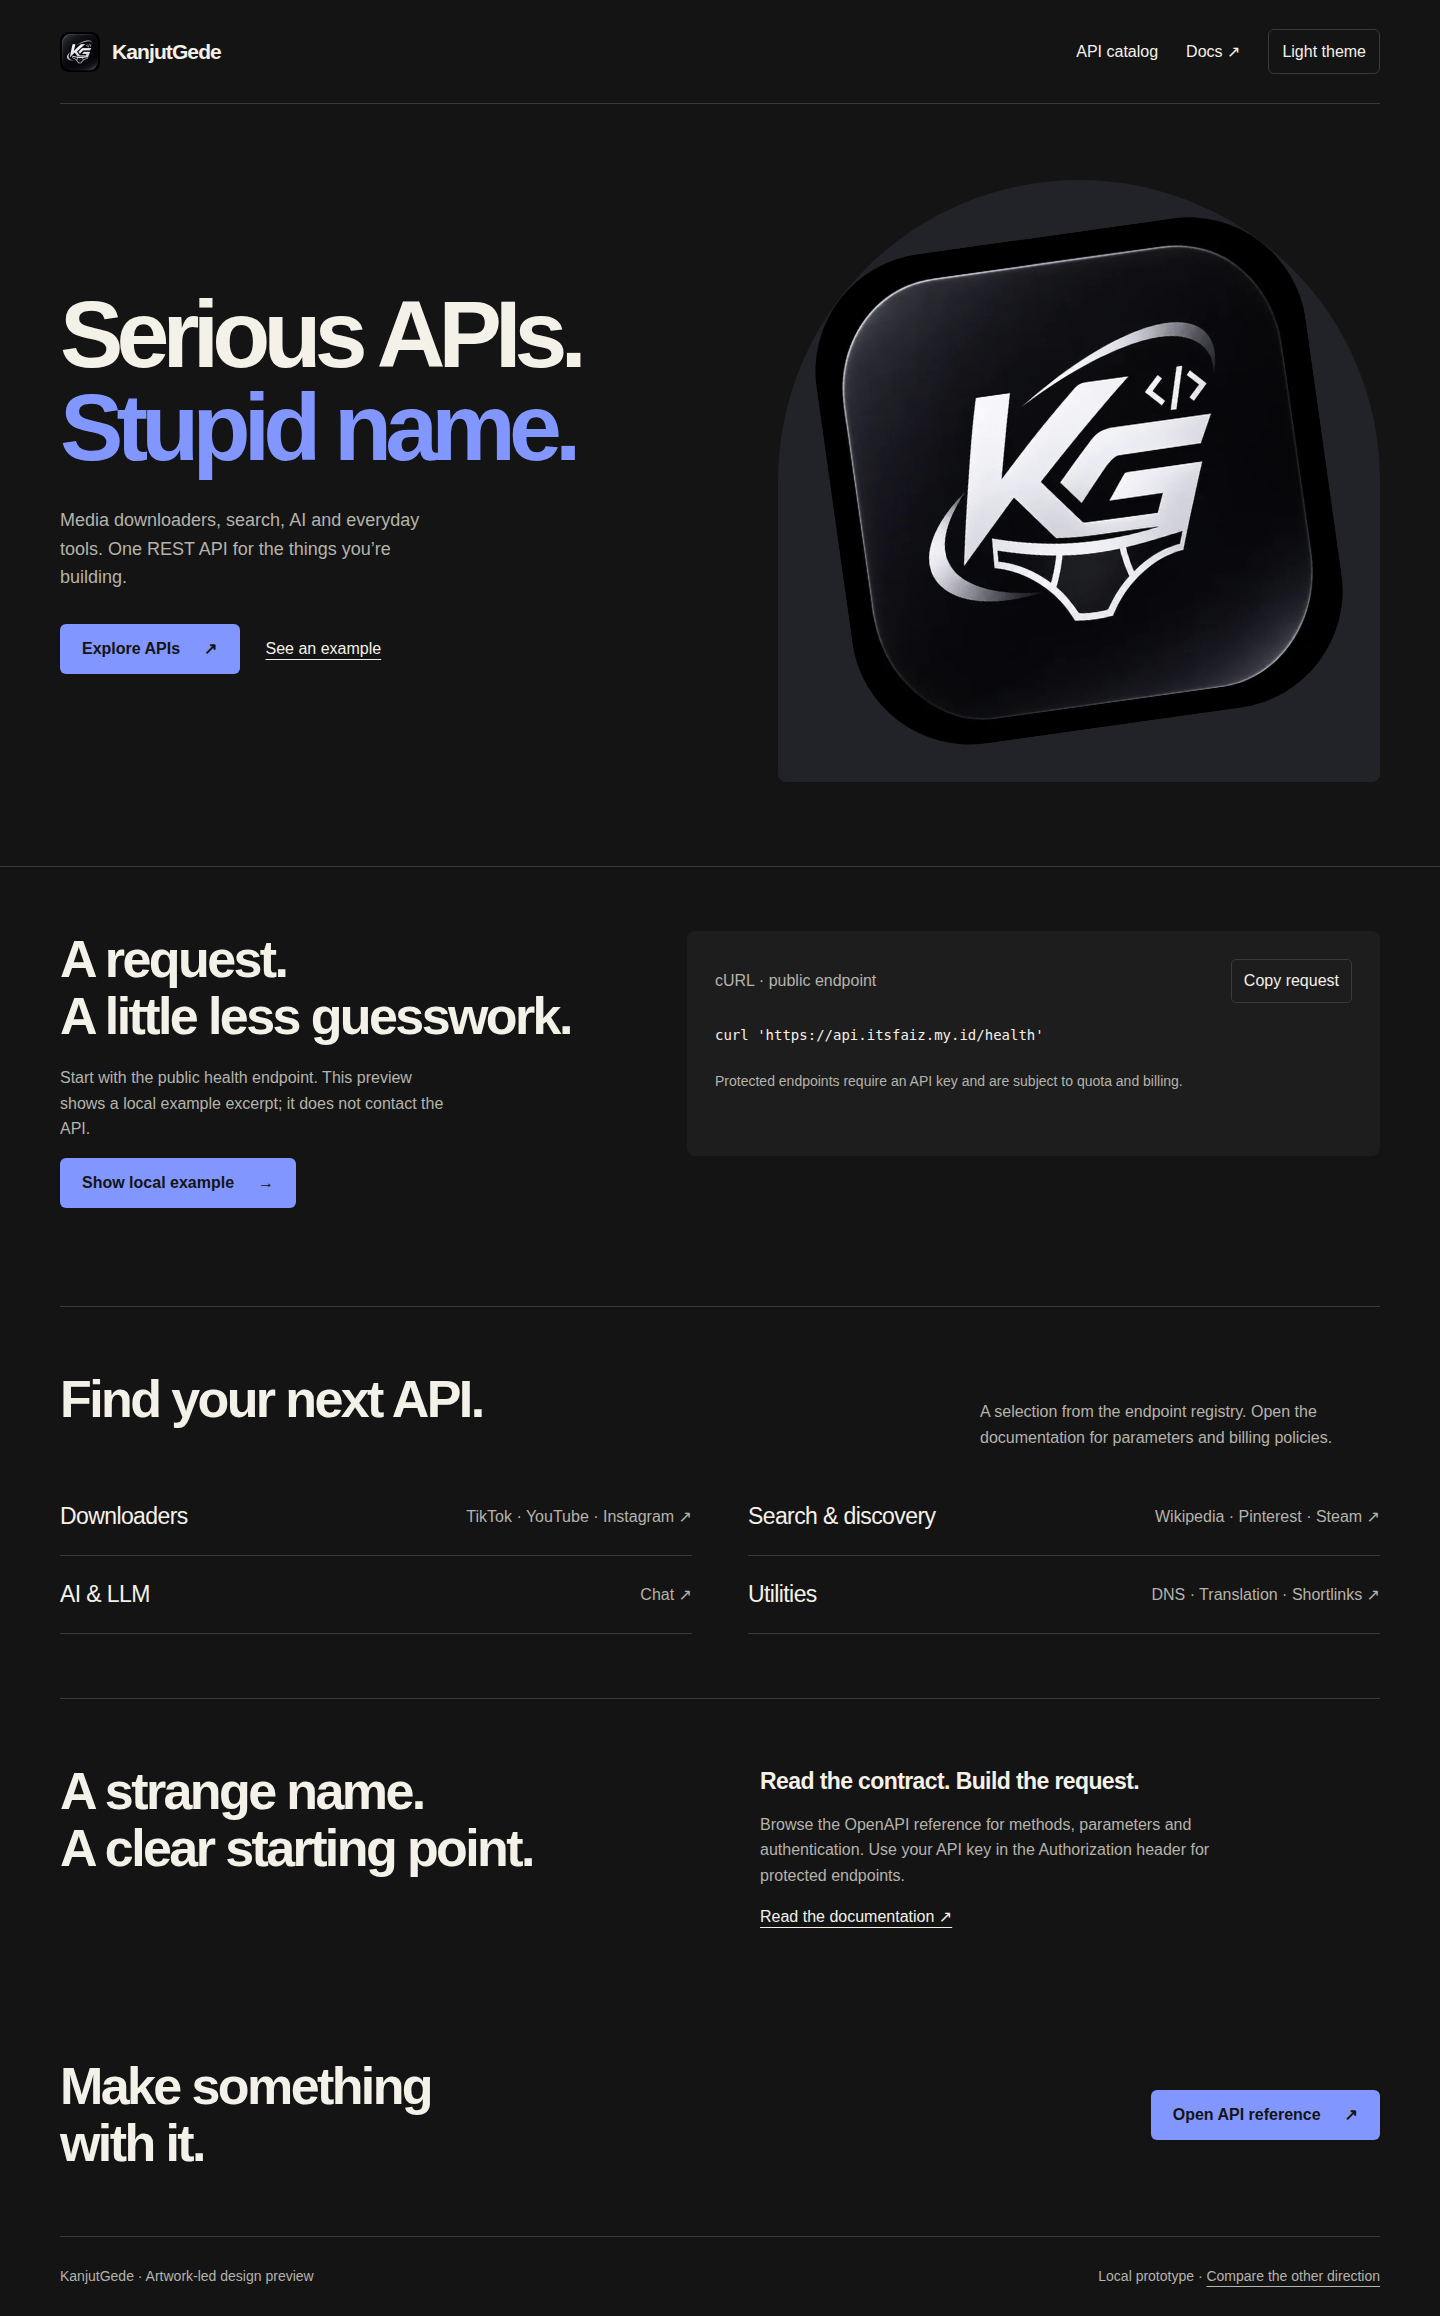 KG
KanjutGede
API catalog
Docs ↗
Light theme
Serious APIs.
Stupid name.
Media downloaders, search, AI and everyday
tools. One REST API for the things you’re
building.
Explore APIs ↗
See an example
KG </>
A request.
A little less guesswork.
Start with the public health endpoint. This preview
shows a local example excerpt; it does not contact the
API.
Show local example →
cURL · public endpoint
Copy request
curl 'https://api.itsfaiz.my.id/health'
Protected endpoints require an API key and are subject to quota and billing.
Find your next API.
A selection from the endpoint registry. Open the
documentation for parameters and billing policies.
Downloaders
TikTok · YouTube · Instagram ↗
Search & discovery
Wikipedia · Pinterest · Steam ↗
AI & LLM
Chat ↗
Utilities
DNS · Translation · Shortlinks ↗
A strange name.
A clear starting point.
Read the contract. Build the request.
Browse the OpenAPI reference for methods, parameters and
authentication. Use your API key in the Authorization header for
protected endpoints.
Read the documentation ↗
Make something
with it.
Open API reference ↗
KanjutGede · Artwork-led design preview
Local prototype · Compare the other direction